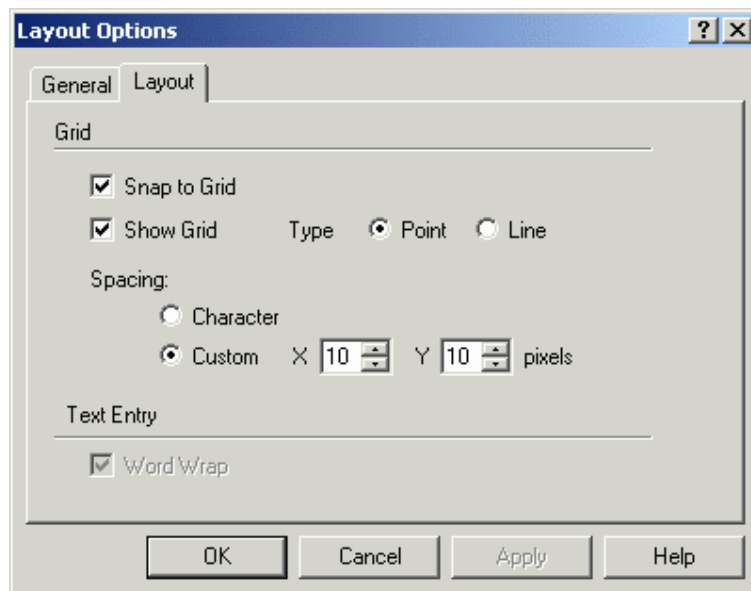 Layout Options
General Layout
Grid
Snap to Grid
Show Grid Type Point Line
Spacing:
Character
Custom X 10 Y 10 pixels
Text Entry
Word Wrap
OK Cancel Apply Help